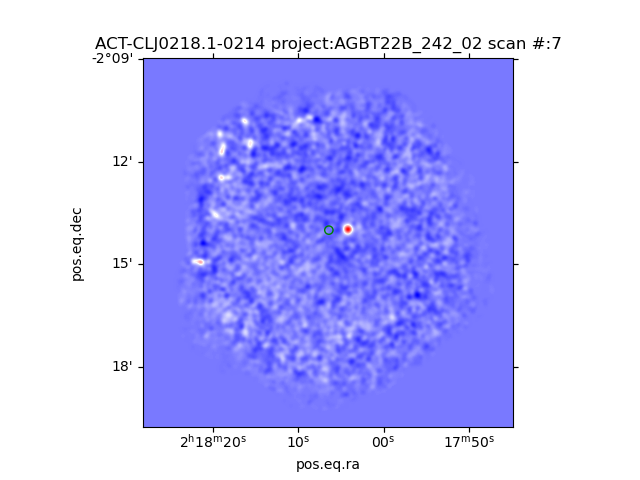 ACT-CLJ0218.1-0214 project:AGBT22B_242_02 scan #:7
-2°09'
12'
15'
18'
pos.eq.dec
2ʰ18ᵐ20ˢ 10ˢ 00ˢ 17ᵐ50ˢ
pos.eq.ra